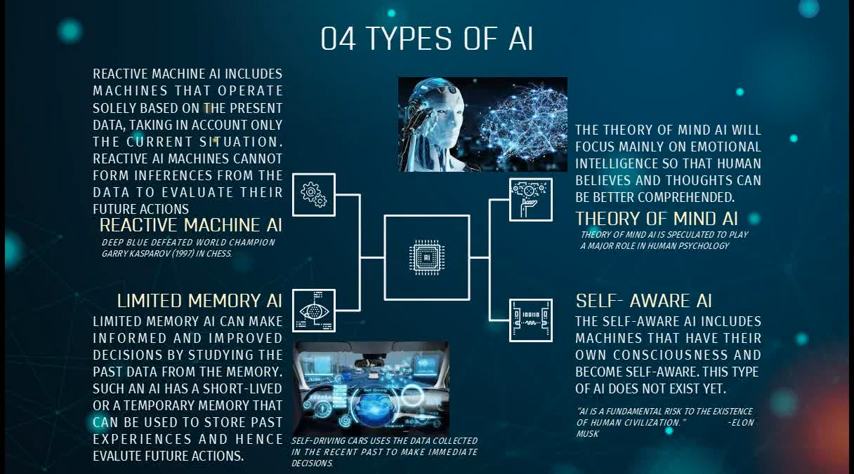 04 TYPES OF AI
REACTIVE MACHINE AI INCLUDES
MACHINES THAT OPERATE
SOLELY BASED ON THE PRESENT
DATA, TAKING IN ACCOUNT ONLY
THE CURRENT SITUATION.
REACTIVE AI MACHINES CANNOT
FORM INFERENCES FROM THE
DATA TO EVALUATE THEIR
FUTURE ACTIONS
REACTIVE MACHINE AI
DEEP BLUE DEFEATED WORLD CHAMPION
GARRY KASPAROV (1997) IN CHESS.
LIMITED MEMORY AI
LIMITED MEMORY AI CAN MAKE
INFORMED AND IMPROVED
DECISIONS BY STUDYING THE
PAST DATA FROM THE MEMORY.
SUCH AN AI HAS A SHORT-LIVED
OR A TEMPORARY MEMORY THAT
CAN BE USED TO STORE PAST
EXPERIENCES AND HENCE
EVALUTE FUTURE ACTIONS.
SELF-DRIVING CARS USES THE DATA COLLECTED
IN THE RECENT PAST TO MAKE IMMEDIATE
DECISIONS.
THE THEORY OF MIND AI WILL
FOCUS MAINLY ON EMOTIONAL
INTELLIGENCE SO THAT HUMAN
BELIEVES AND THOUGHTS CAN
BE BETTER COMPREHENDED.
THEORY OF MIND AI
THEORY OF MIND AI IS SPECULATED TO PLAY
A MAJOR ROLE IN HUMAN PSYCHOLOGY
SELF- AWARE AI
THE SELF-AWARE AI INCLUDES
MACHINES THAT HAVE THEIR
OWN CONSCIOUSNESS AND
BECOME SELF-AWARE. THIS TYPE
OF AI DOES NOT EXIST YET.
"AI IS A FUNDAMENTAL RISK TO THE EXISTENCE
OF HUMAN CIVILIZATION." -ELON
MUSK